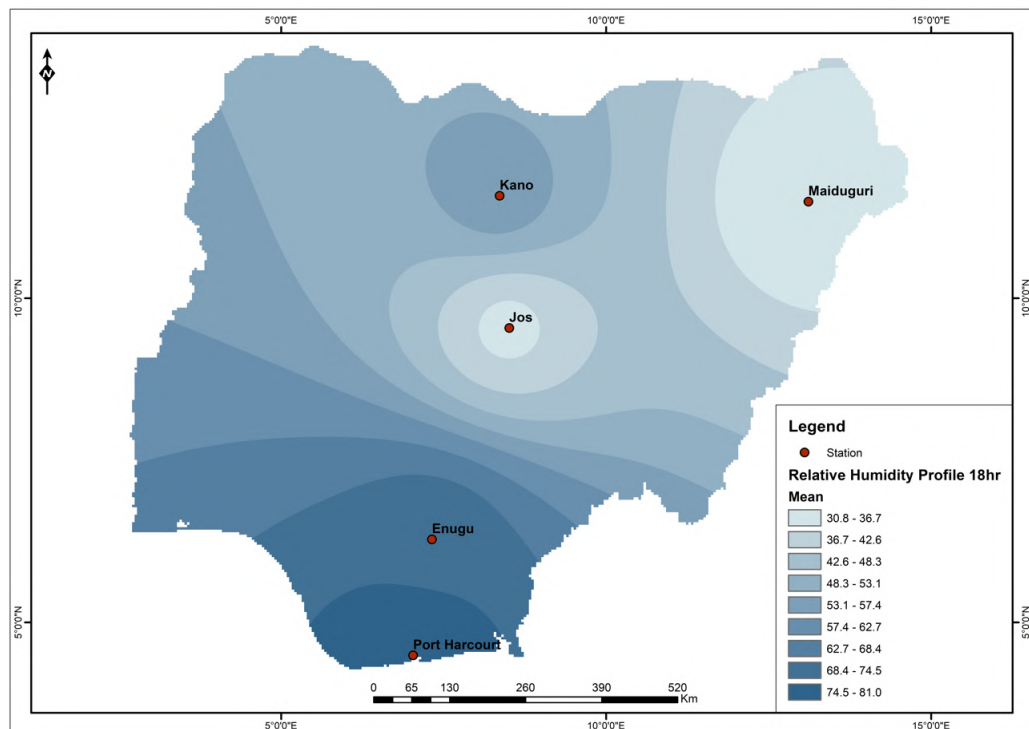 5°0'0"E 10°0'0"E 15°0'0"E
N
Kano
Maiduguri
10°0'0"N 10°0'0"N
Jos
Enugu
5°0'0"N 5°0'0"N
Port Harcourt
0 65 130 260 390 520
Km
Legend
Station
Relative Humidity Profile 18hr
Mean
30.8 - 36.7
36.7 - 42.6
42.6 - 48.3
48.3 - 53.1
53.1 - 57.4
57.4 - 62.7
62.7 - 68.4
68.4 - 74.5
74.5 - 81.0
5°0'0"E 10°0'0"E 15°0'0"E